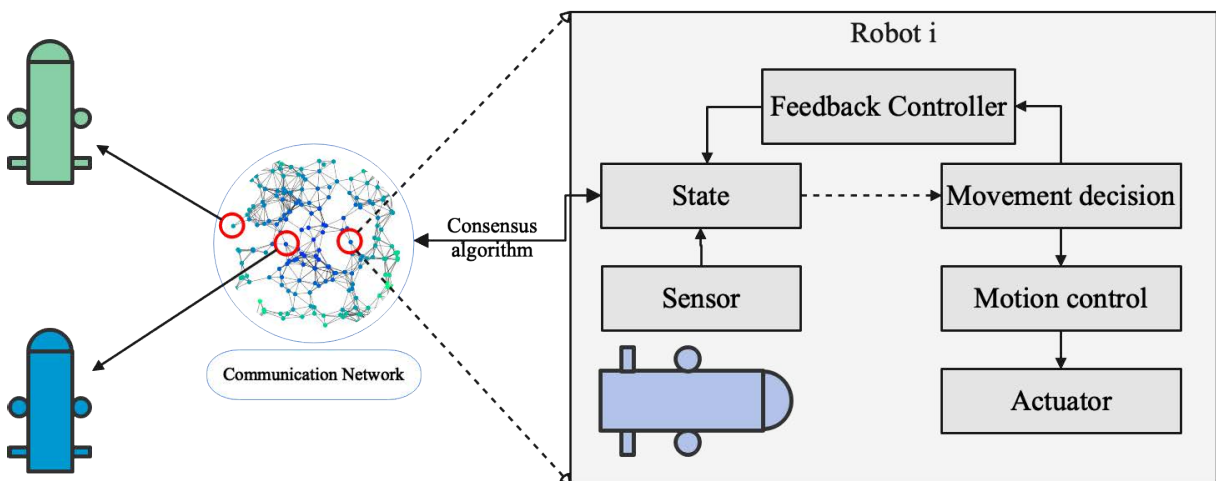 Robot i
Feedback Controller
State
Movement decision
Consensus
algorithm
Sensor
Motion control
Communication Network
Actuator